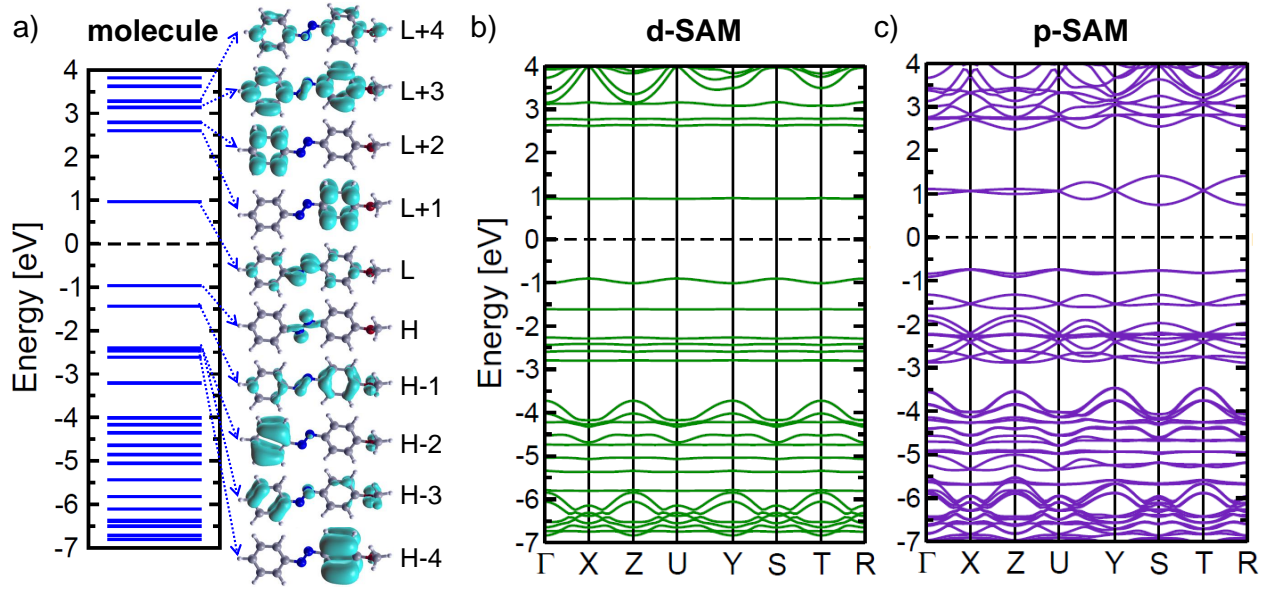 a) molecule
b) d-SAM
c) p-SAM
Energy [eV]
4
3
2
1
0
-1
-2
-3
-4
-5
-6
-7
L+4
L+3
L+2
L+1
L
H
H-1
H-2
H-3
H-4
Energy [eV]
4
3
2
1
0
-1
-2
-3
-4
-5
-6
-7
Γ X Z U Y S T R
4
3
2
1
0
-1
-2
-3
-4
-5
-6
-7
Γ X Z U Y S T R